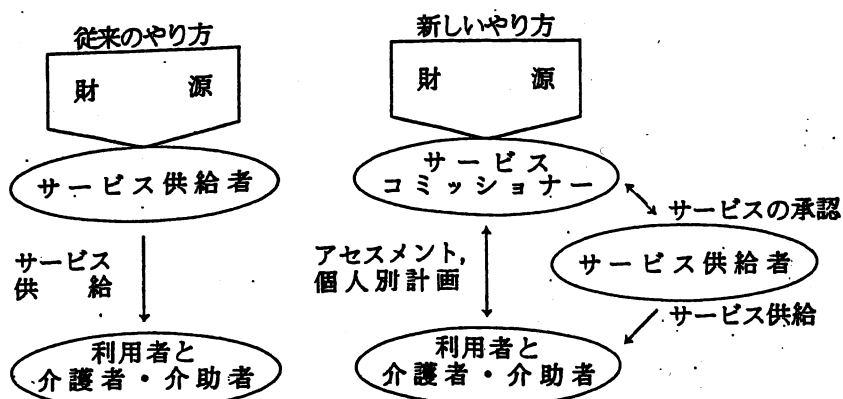 従来のやり方
財 源
サービス供給者
サービス
供 給
利用者と
介護者・介助者
新しいやり方
財 源
サービス
コミッショナー
サービスの承認
アセスメント,
個人別計画
サービス供給者
サービス供給
利用者と
介護者・介助者